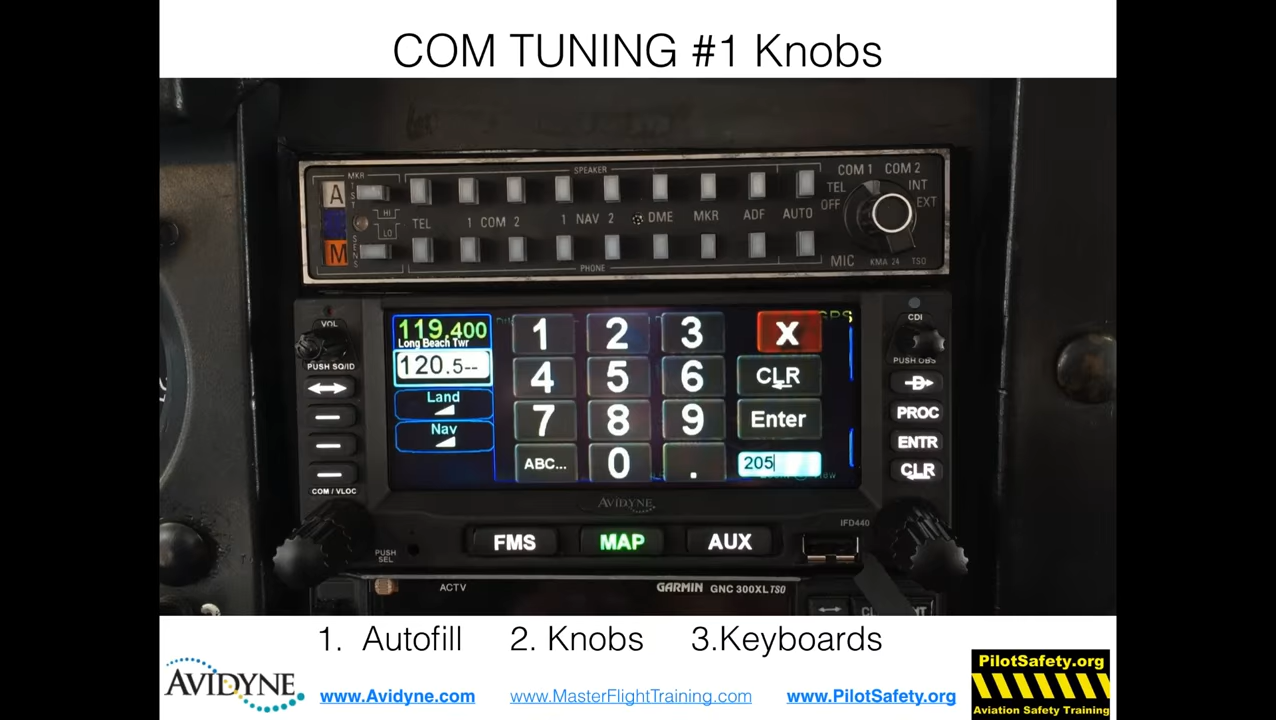 COM TUNING #1 Knobs
MKR
SPEAKER
COM 1 COM 2
A
TEL INT
HI
OFF EXT
TEL 1 COM 2 1 NAV 2 DME MKR ADF AUTO
LO
M
SENS
PHONE
MIC KMA 24 TSO
VOL
119.400
Long Beach Twr
120.5--
Land
Nav
1 2 3 X
4 5 6 CLR
7 8 9 Enter
ABC... 0 . 205
GPS
CDI
PUSH SQ/ID
PUSH OBS
D
PROC
ENTR
CLR
COM / VLOC
AVIDYNE
IFD440
PUSH SEL
FMS MAP AUX
ACTV
GARMIN GNC 300XL TSO
1. Autofill 2. Knobs 3.Keyboards
AVIDYNE
www.Avidyne.com www.MasterFlightTraining.com www.PilotSafety.org
PilotSafety.org
Aviation Safety Training